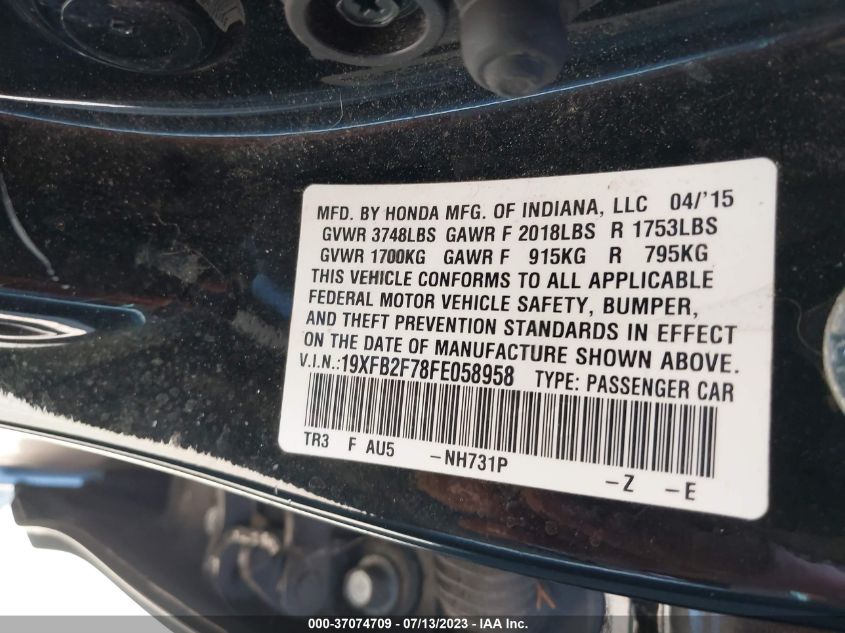 MFD. BY HONDA MFG. OF INDIANA, LLC 04/'15
GVWR 3748LBS GAWR F 2018LBS R 1753LBS
GVWR 1700KG GAWR F 915KG R 795KG
THIS VEHICLE CONFORMS TO ALL APPLICABLE
FEDERAL MOTOR VEHICLE SAFETY, BUMPER,
AND THEFT PREVENTION STANDARDS IN EFFECT
ON THE DATE OF MANUFACTURE SHOWN ABOVE.
V.I.N.:19XFB2F78FE058958 TYPE: PASSENGER CAR
TR3 F AU5 -NH731P
-Z -E
000-37074709 - 07/13/2023 - IAA Inc.